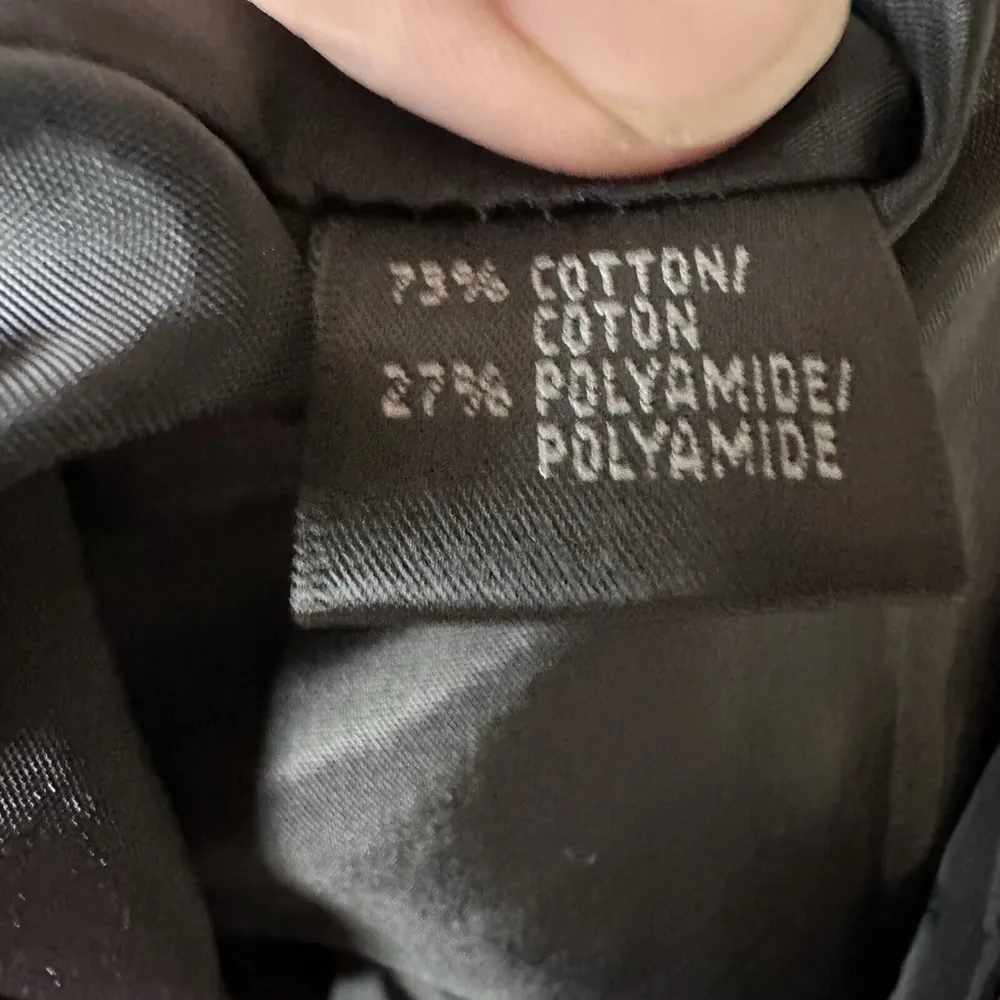 73% COTTON/
COTON
27% POLYAMIDE/
POLYAMIDE